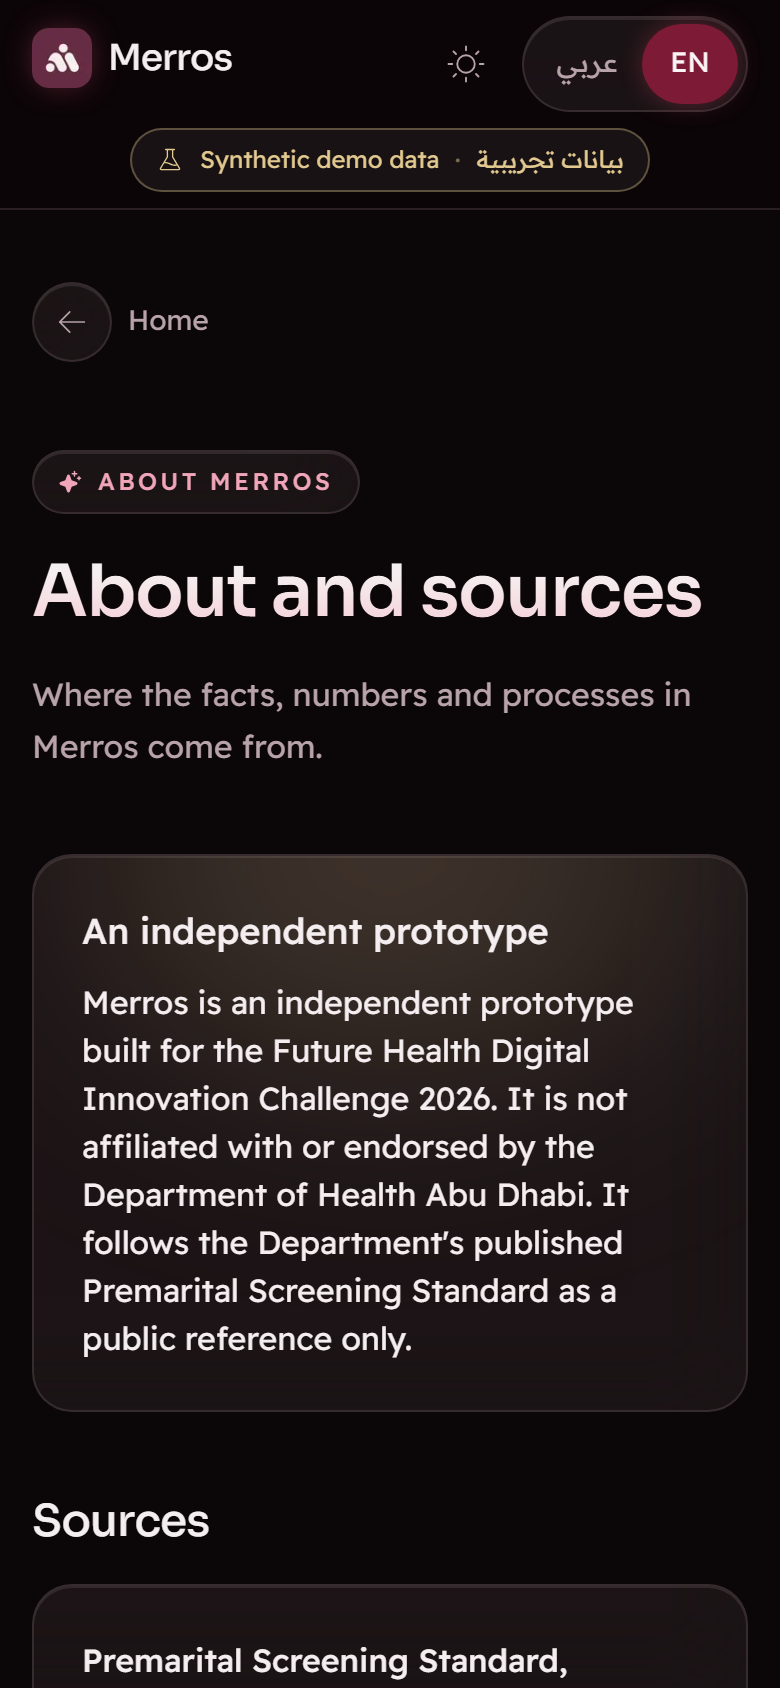 Merros
عربي
EN
Synthetic demo data · بيانات تجريبية
Home
ABOUT MERROS
About and sources
Where the facts, numbers and processes in
Merros come from.
An independent prototype
Merros is an independent prototype
built for the Future Health Digital
Innovation Challenge 2026. It is not
affiliated with or endorsed by the
Department of Health Abu Dhabi. It
follows the Department's published
Premarital Screening Standard as a
public reference only.
Sources
Premarital Screening Standard,